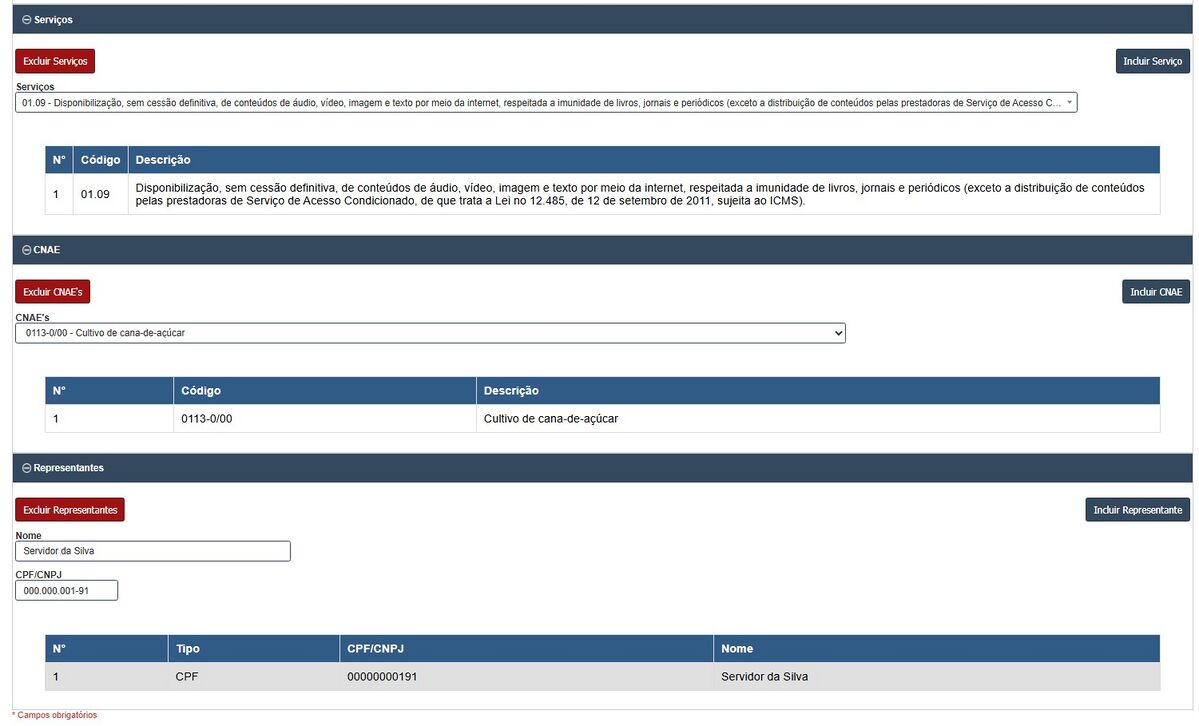 Serviços
Excluir Serviços
Incluir Serviço
Serviços
01.09 - Disponibilização, sem cessão definitiva, de conteúdos de áudio, vídeo, imagem e texto por meio da internet, respeitada a imunidade de livros, jornais e periódicos (exceto a distribuição de conteúdos pelas prestadoras de Serviço de Acesso C...
N° Código Descrição
1 01.09 Disponibilização, sem cessão definitiva, de conteúdos de áudio, vídeo, imagem e texto por meio da internet, respeitada a imunidade de livros, jornais e periódicos (exceto a distribuição de conteúdos
pelas prestadoras de Serviço de Acesso Condicionado, de que trata a Lei no 12.485, de 12 de setembro de 2011, sujeita ao ICMS).
CNAE
Excluir CNAE's
Incluir CNAE
CNAE's
0113-0/00 - Cultivo de cana-de-açúcar
N° Código Descrição
1 0113-0/00 Cultivo de cana-de-açúcar
Representantes
Excluir Representantes
Incluir Representante
Nome
Servidor da Silva
CPF/CNPJ
000.000.001-91
N° Tipo CPF/CNPJ Nome
1 CPF 00000000191 Servidor da Silva
* Campos obrigatórios